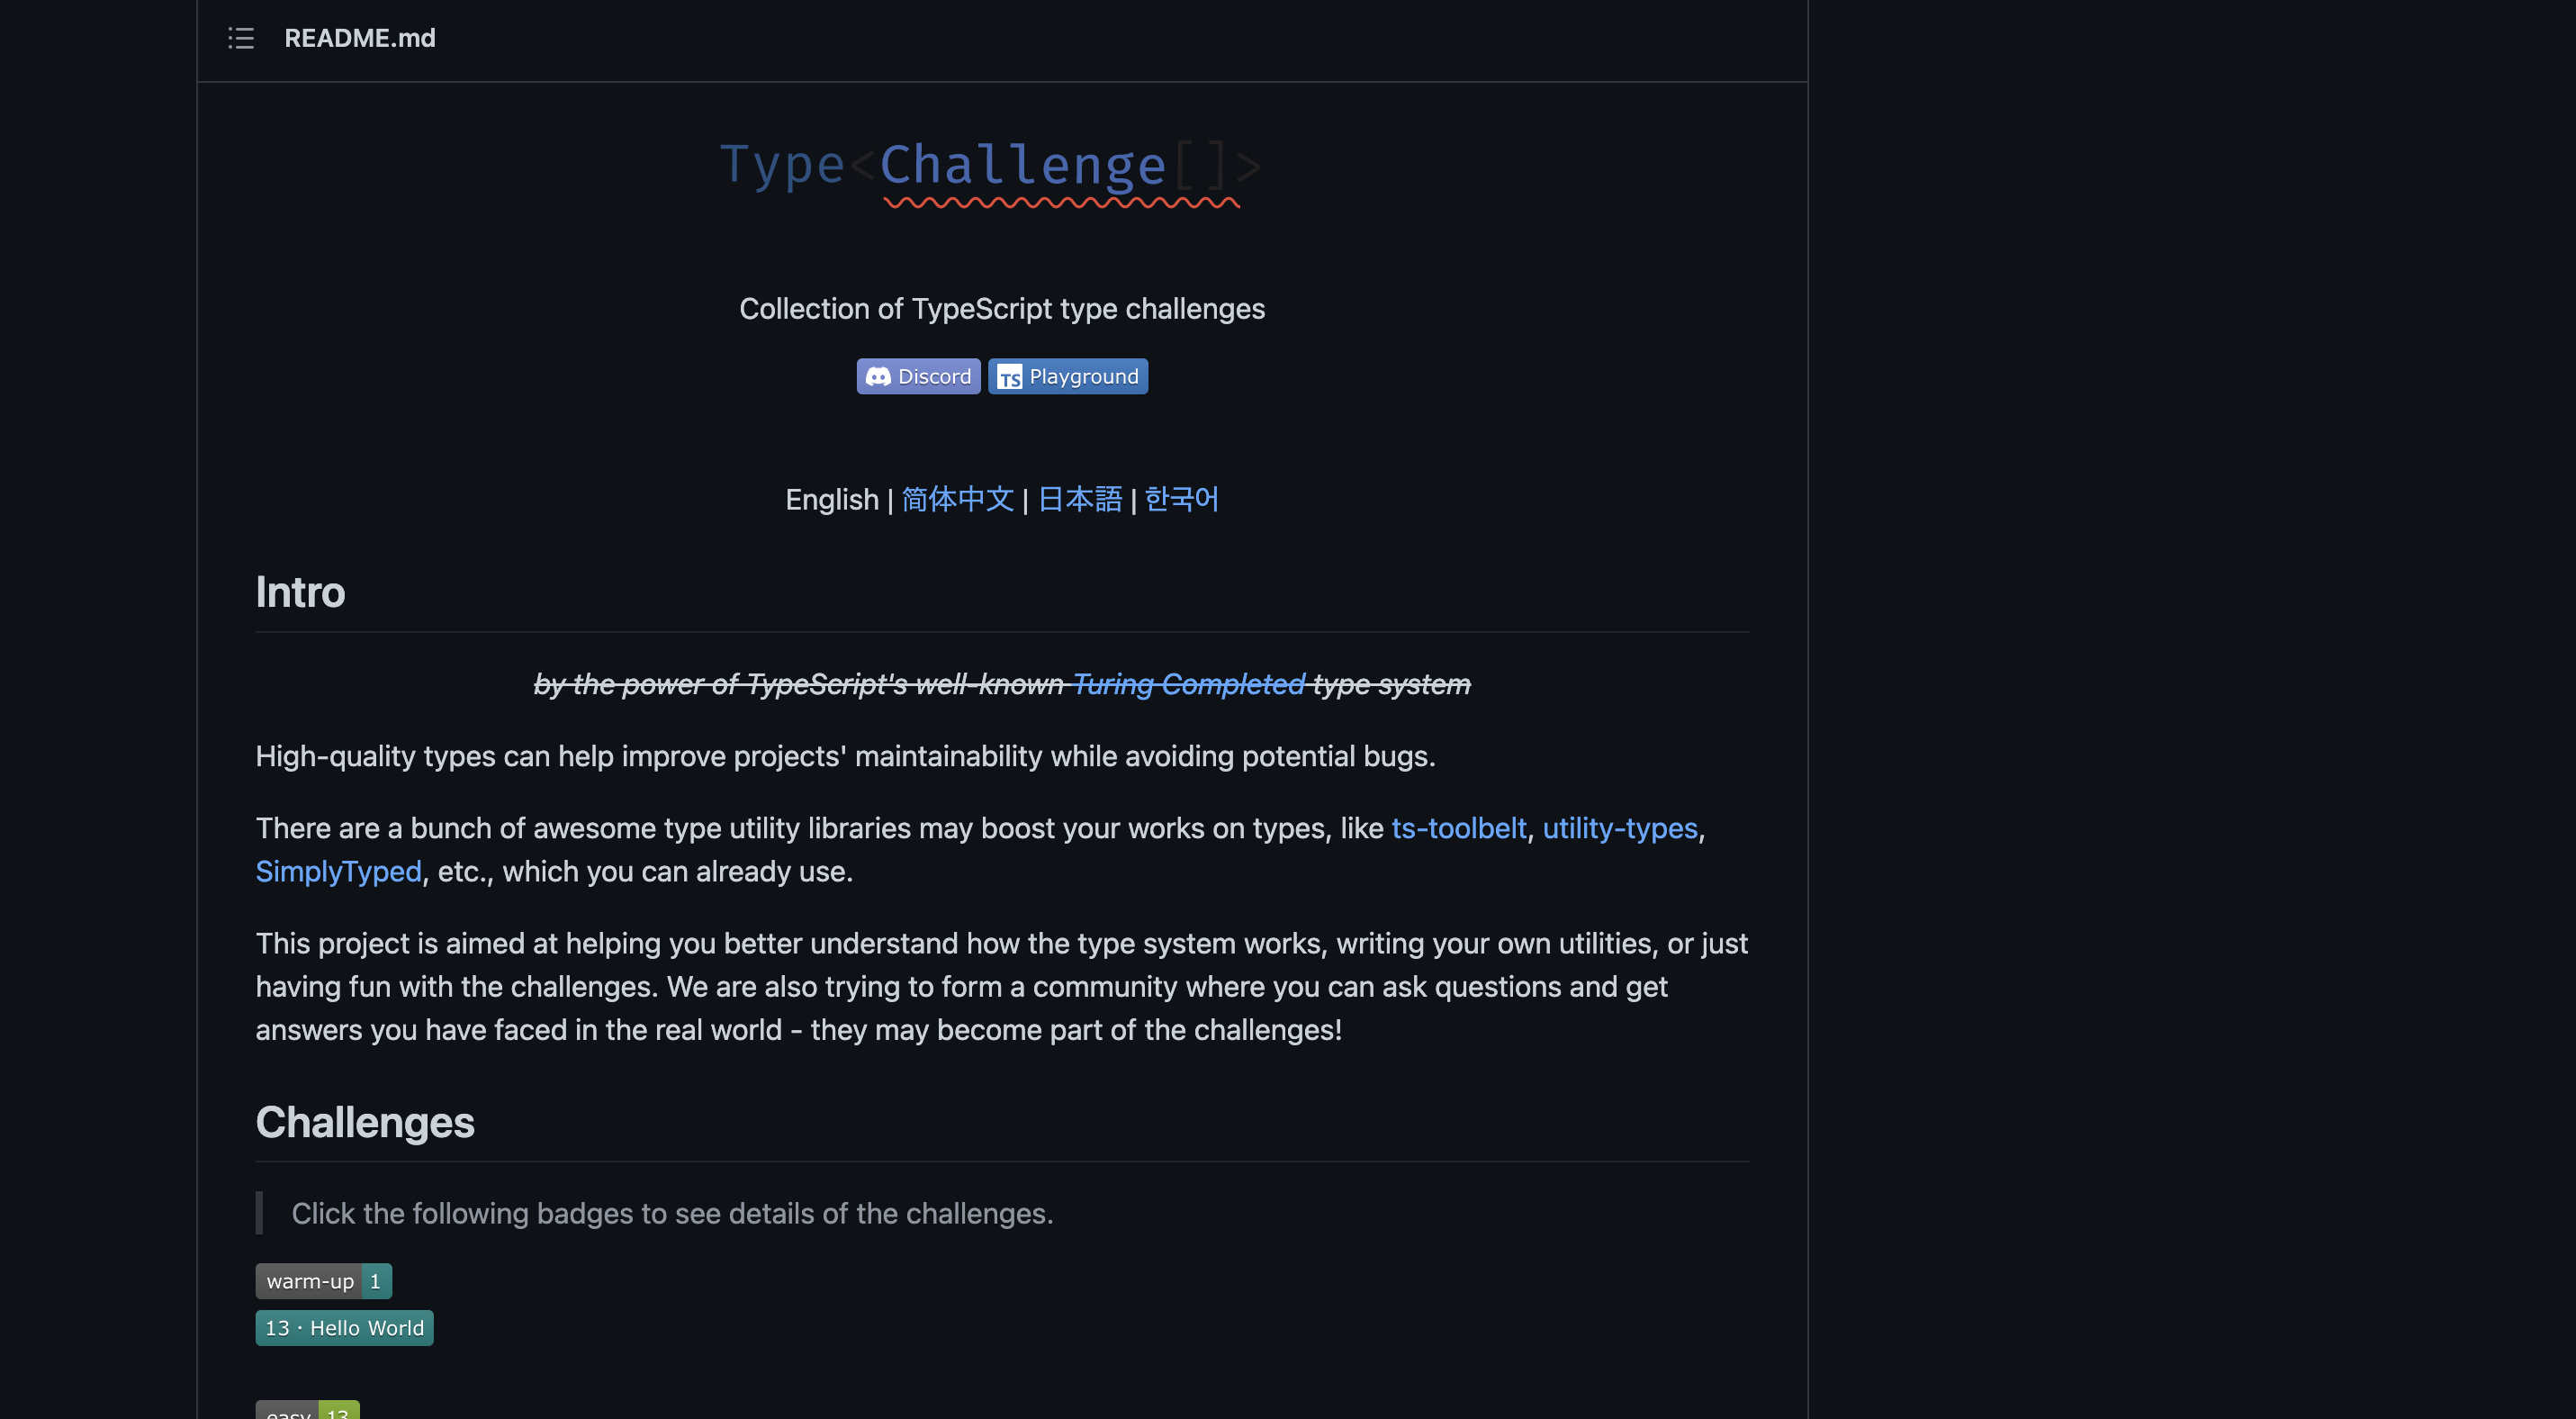 README.md
Type<Challenge[]>
Collection of TypeScript type challenges
Discord TS Playground
English | 简体中文 | 日本語 | 한국어
Intro
by the power of TypeScript's well-known Turing Completed type system
High-quality types can help improve projects' maintainability while avoiding potential bugs.
There are a bunch of awesome type utility libraries may boost your works on types, like ts-toolbelt, utility-types,
SimplyTyped, etc., which you can already use.
This project is aimed at helping you better understand how the type system works, writing your own utilities, or just
having fun with the challenges. We are also trying to form a community where you can ask questions and get
answers you have faced in the real world - they may become part of the challenges!
Challenges
Click the following badges to see details of the challenges.
warm-up 1
13 · Hello World
easy 13